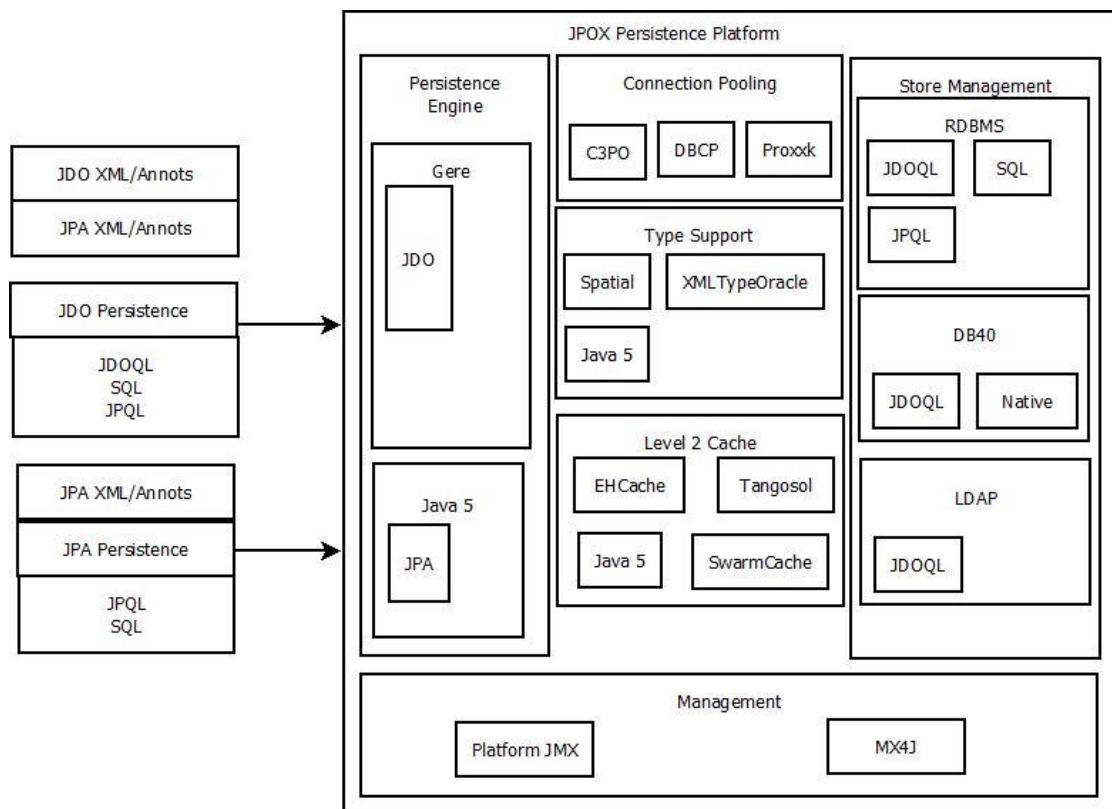 JPOX Persistence Platform
JDO XML/Annots
JPA XML/Annots
JDO Persistence
JDOQL
SQL
JPQL
JPA XML/Annots
JPA Persistence
JPQL
SQL
Persistence
Engine
Gere
JDO
Java 5
JPA
Connection Pooling
C3PO
DBCP
Proxxk
Type Support
Spatial
XMLTypeOracle
Java 5
Level 2 Cache
EHCache
Tangosol
Java 5
SwarmCache
Store Management
RDBMS
JDOQL
SQL
JPQL
DB40
JDOQL
Native
LDAP
JDOQL
Management
Platform JMX
MX4J